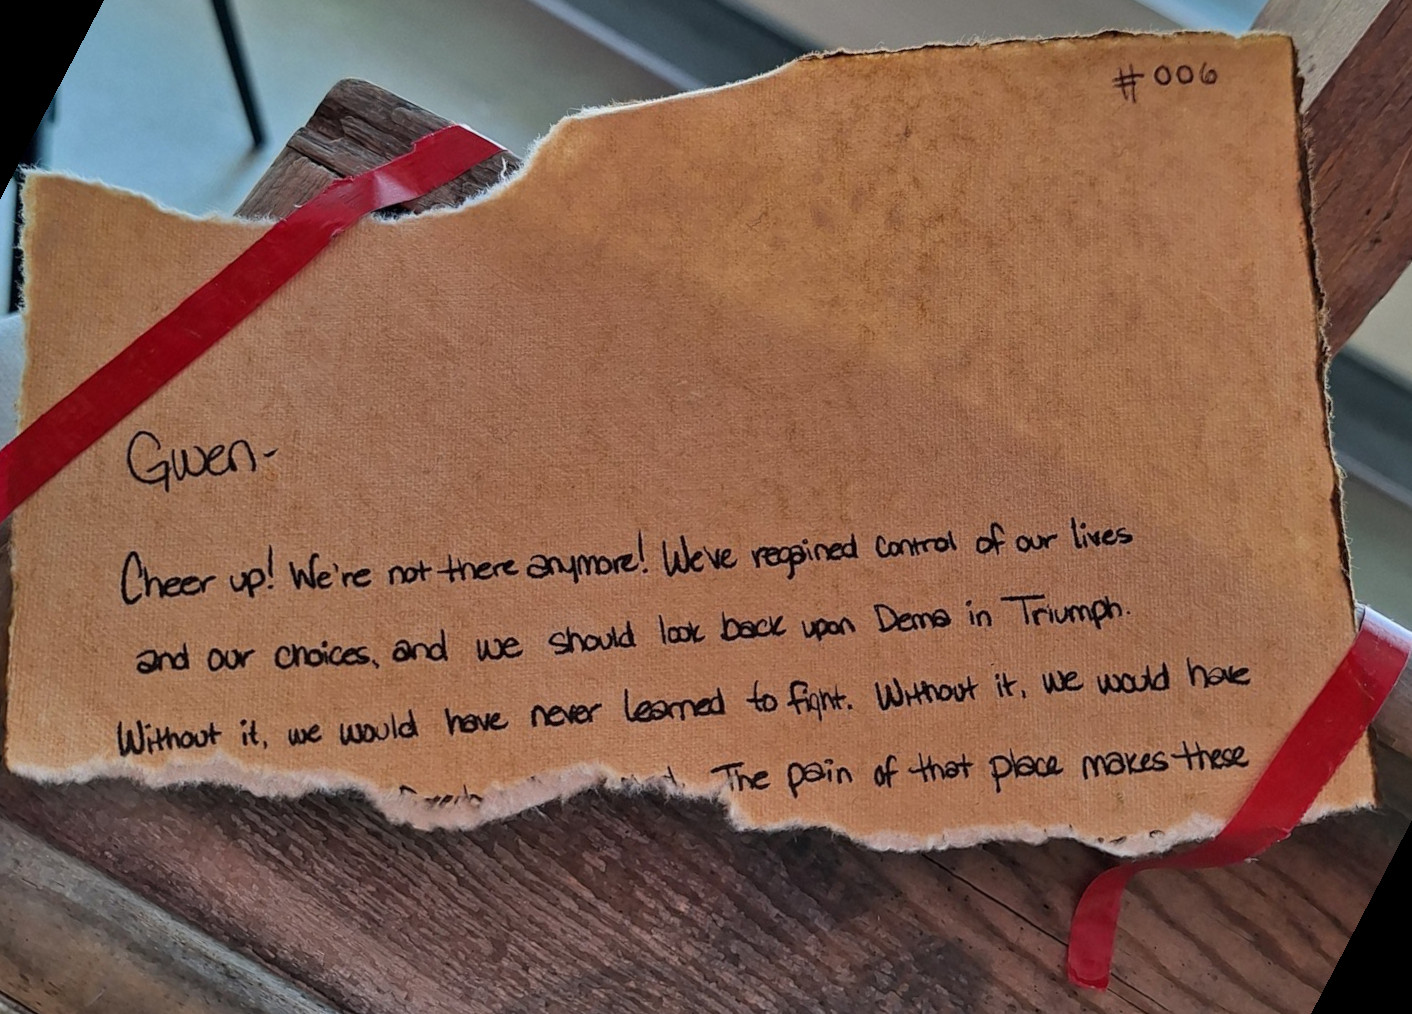 #006
Gwen-
Cheer up! We're not there anymore! We've regained control of our lives
and our choices, and we should look back upon Dema in Triumph.
Without it, we would have never learned to fight. Without it, we would have
The pain of that place makes these